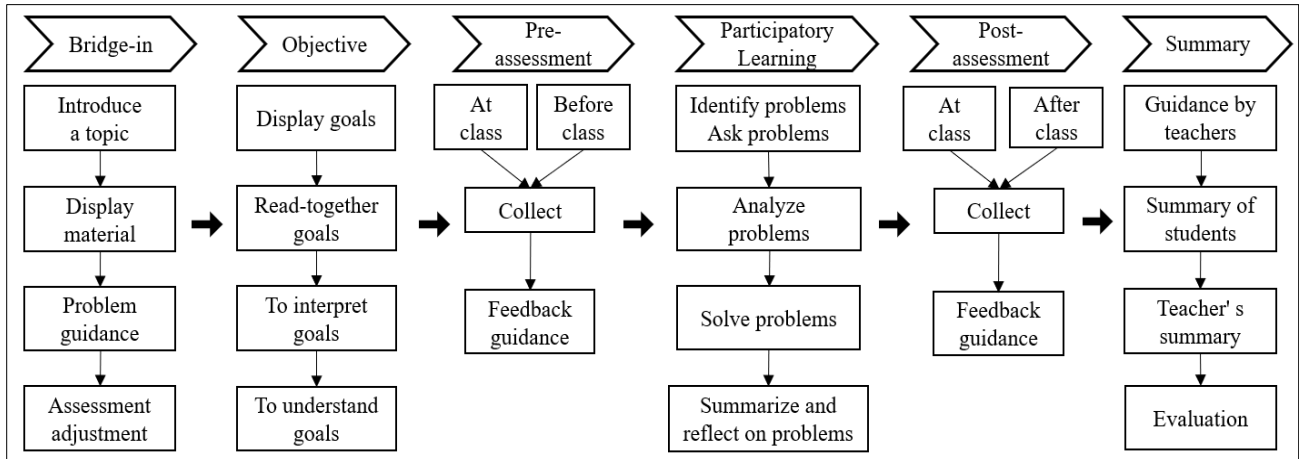 Bridge-in
Introduce
a topic
Display
material
Problem
guidance
Assessment
adjustment
Objective
Display goals
Read-together
goals
To interpret
goals
To understand
goals
Pre-
assessment
At
class
Before
class
Collect
Feedback
guidance
Participatory
Learning
Identify problems
Ask problems
Analyze
problems
Solve problems
Summarize and
reflect on problems
Post-
assessment
At
class
After
class
Collect
Feedback
guidance
Summary
Guidance by
teachers
Summary of
students
Teacher' s
summary
Evaluation